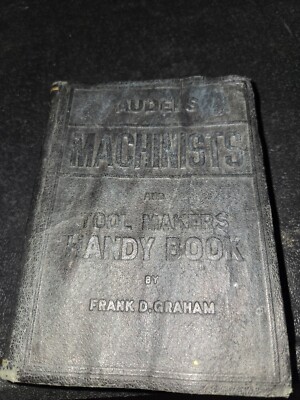 AUDELS
MACHINISTS
AND
TOOL MAKERS
HANDY BOOK
BY
FRANK D. GRAHAM